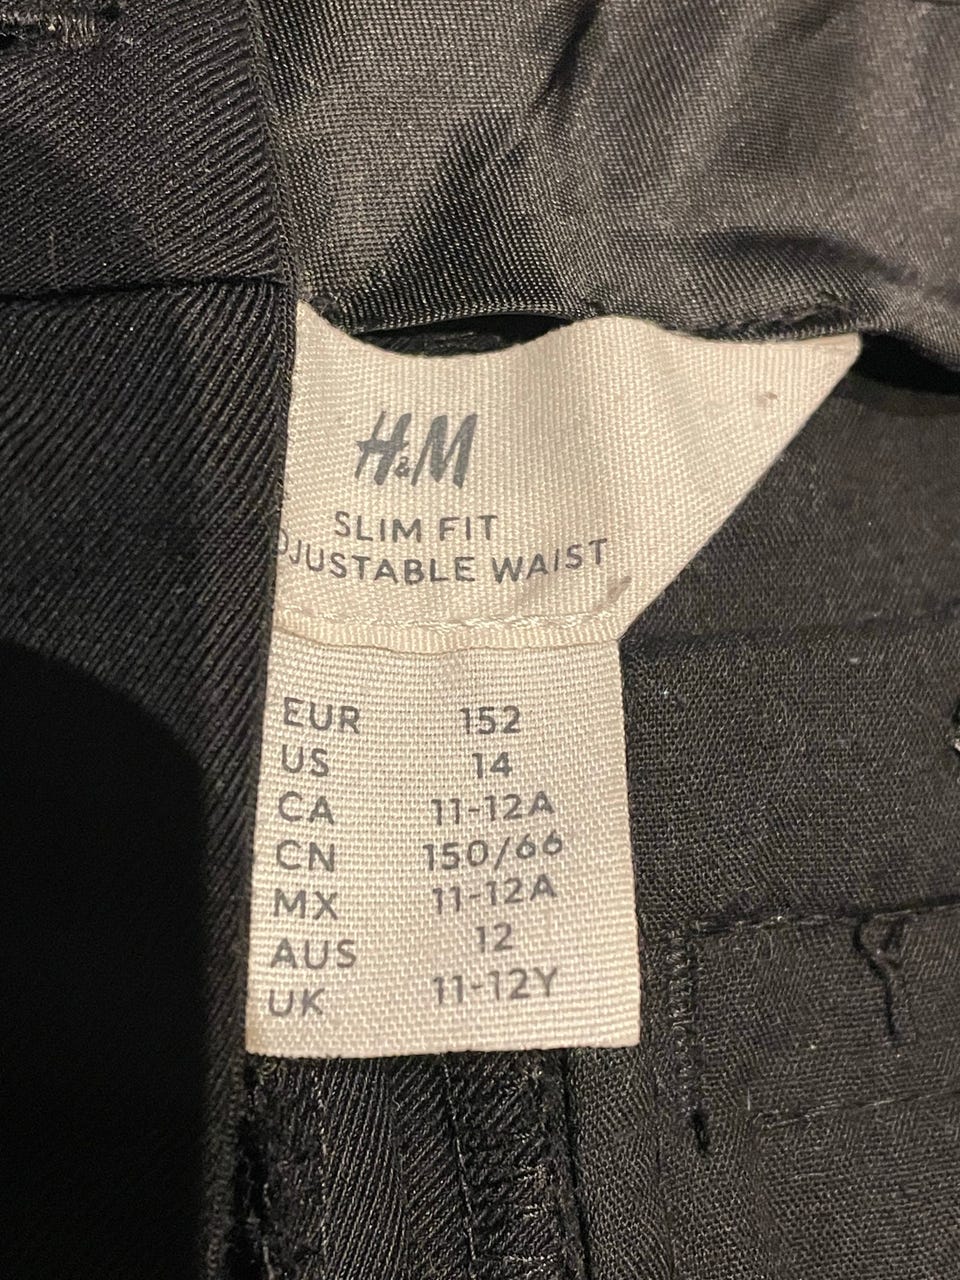 H&M
SLIM FIT
DJUSTABLE WAIST
EUR 152
US 14
CA 11-12A
CN 150/66
MX 11-12A
AUS 12
UK 11-12Y